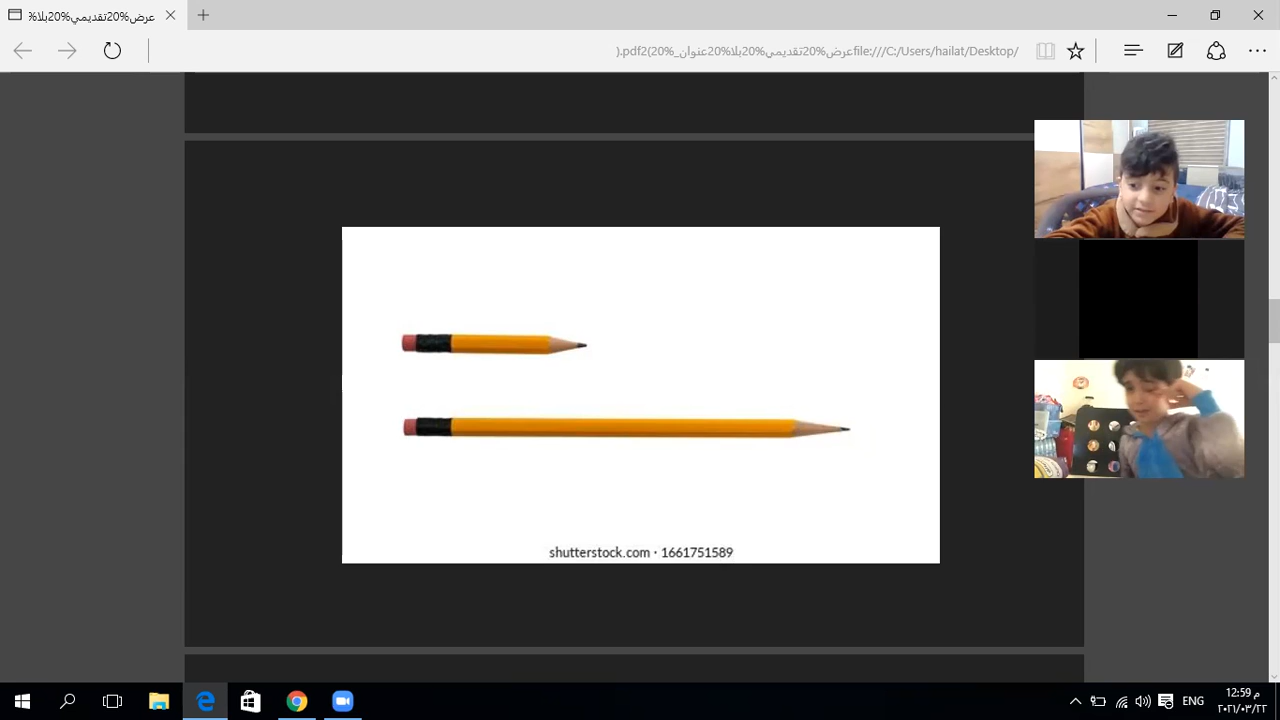 عرض%20تقديمي%20بلا%
file:///C:/Users/hailat/Desktop/عرض%20تقديمي%20بلا%20عنوان_%20(2).pdf
shutterstock.com · 1661751589
ENG
12:59 م
٢٠٢١/٠٣/٢٢